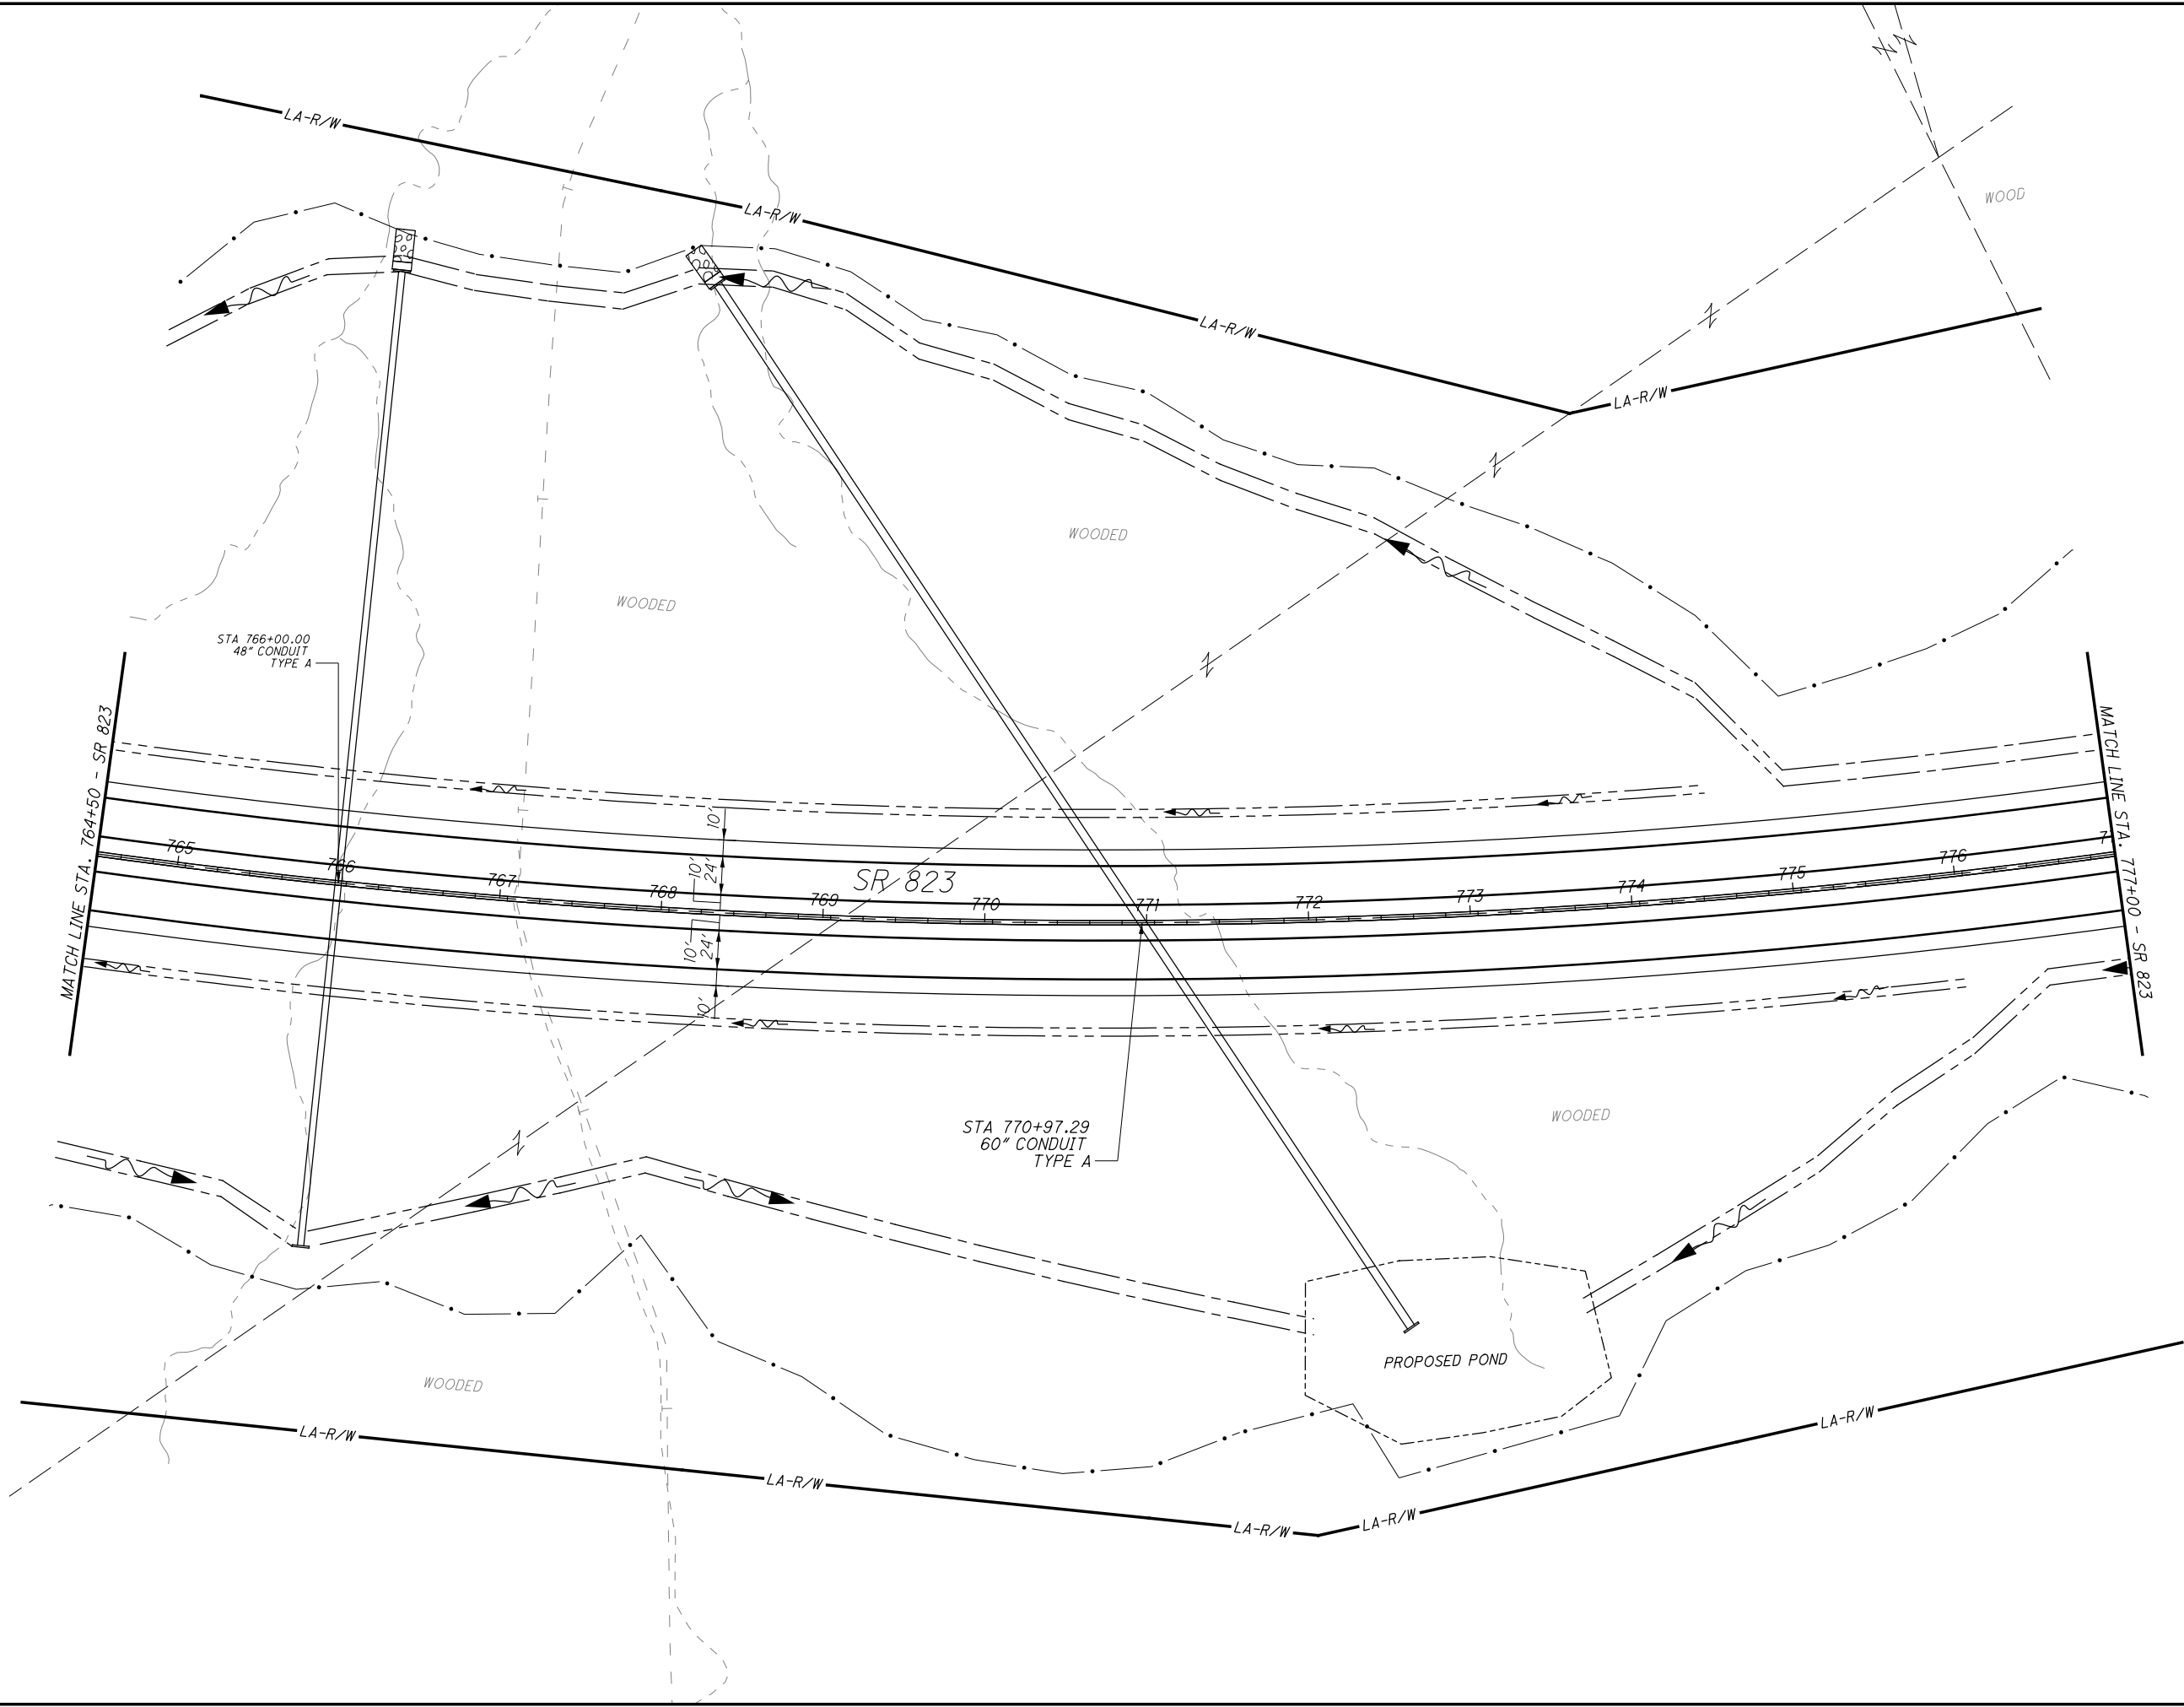 LA-R/W
LA-R/W
WOOD
LA-R/W
LA-R/W
WOODED
WOODED
STA 766+00.00
48" CONDUIT
TYPE A
MATCH LINE STA. 764+50 - SR 823
MATCH LINE STA. 777+00 - SR 823
10'
10'
24'
765
766
767
768
769
770
771
772
773
774
775
776
7
SR 823
10'
24'
10'
STA 770+97.29
60" CONDUIT
TYPE A
WOODED
PROPOSED POND
WOODED
LA-R/W
LA-R/W
LA-R/W
LA-R/W
LA-R/W